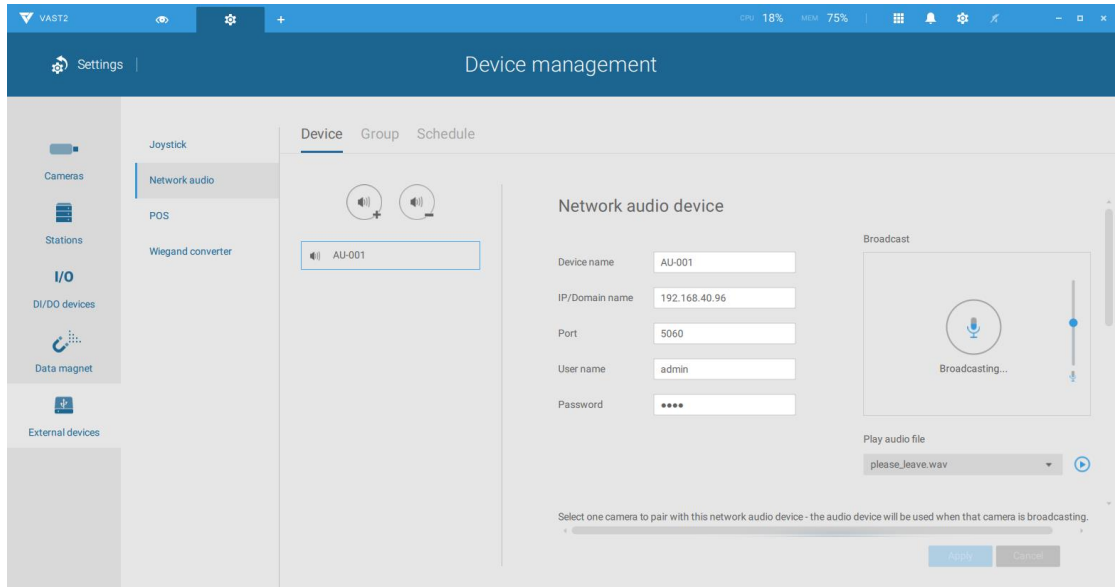 VAST2
CPU 18% MEM 75%
Settings
Device management
Cameras
Stations
I/O
DI/DO devices
Data magnet
External devices
Joystick
Network audio
POS
Wiegand converter
Device Group Schedule
AU-001
Network audio device
Device name AU-001
IP/Domain name 192.168.40.96
Port 5060
User name admin
Password ●●●●
Broadcast
Broadcasting...
Play audio file
please_leave.wav
Select one camera to pair with this network audio device - the audio device will be used when that camera is broadcasting.
Apply Cancel